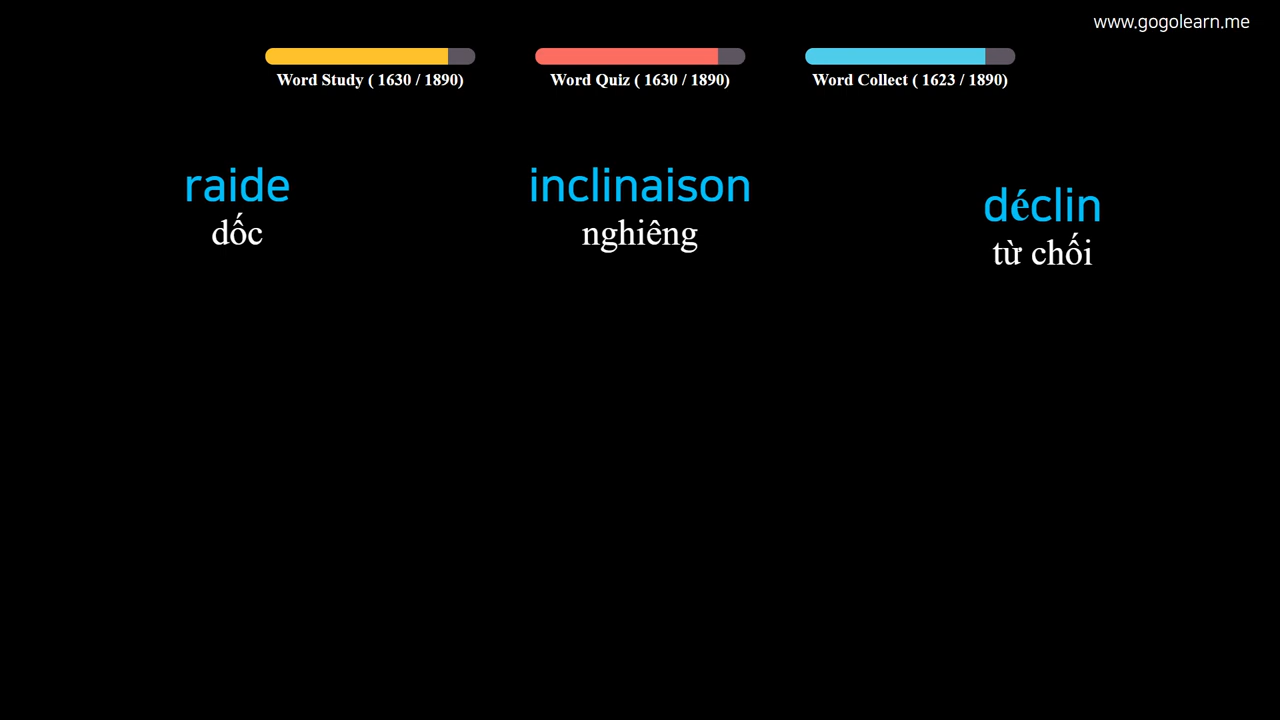 www.gogolearn.me
Word Study ( 1630 / 1890)
Word Quiz ( 1630 / 1890)
Word Collect ( 1623 / 1890)
raide
dốc
inclinaison
nghiêng
déclin
từ chối